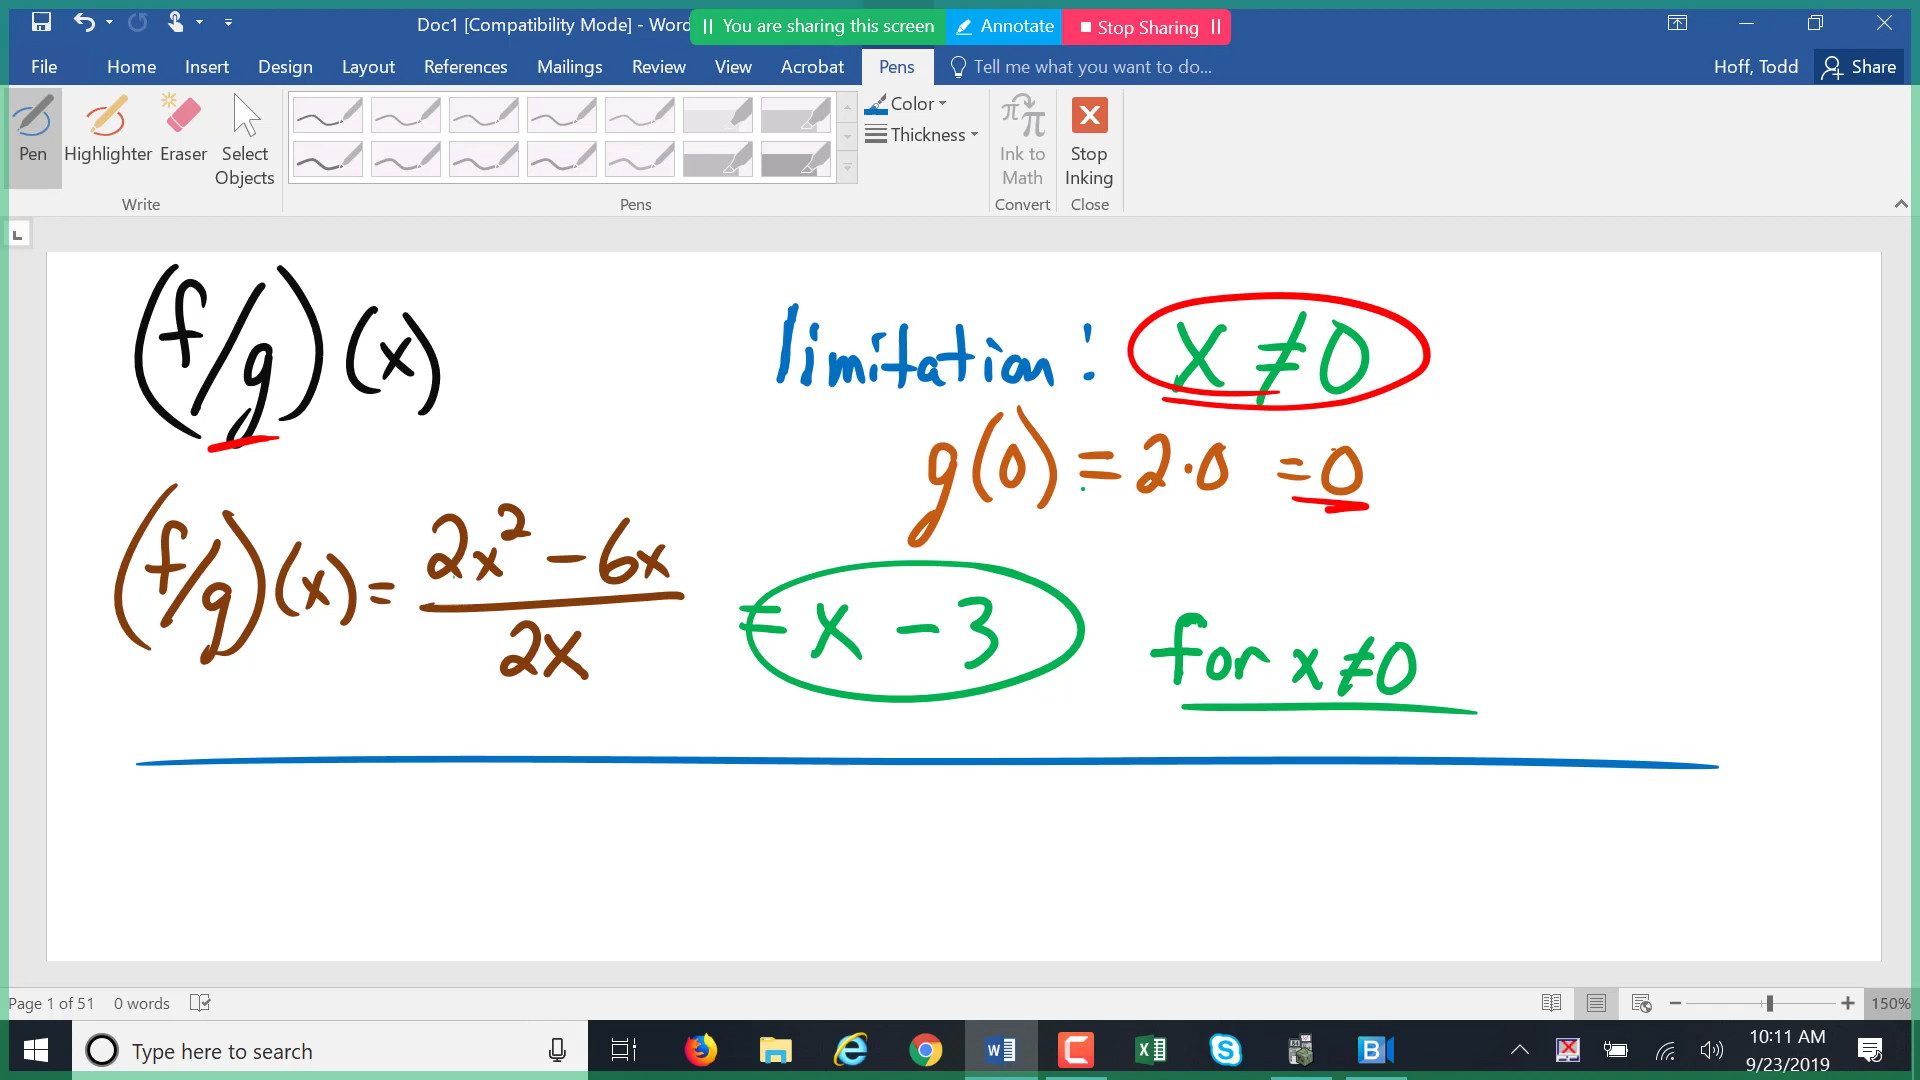 Doc1 [Compatibility Mode] - Word
You are sharing this screen
Annotate
Stop Sharing
File Home Insert Design Layout References Mailings Review View Acrobat Pens Tell me what you want to do... Hoff, Todd Share
Pen Highlighter Eraser Select Objects
Write
Pens
Color
Thickness
Ink to Math
Convert
Stop Inking
Close
(f/g)(x)
limitation: x ≠ 0
g(0) = 2·0 = 0
(f/g)(x) = (2x² - 6x)/2x = x - 3 for x ≠ 0
Page 1 of 51 0 words
150%
Type here to search
10:11 AM
9/23/2019